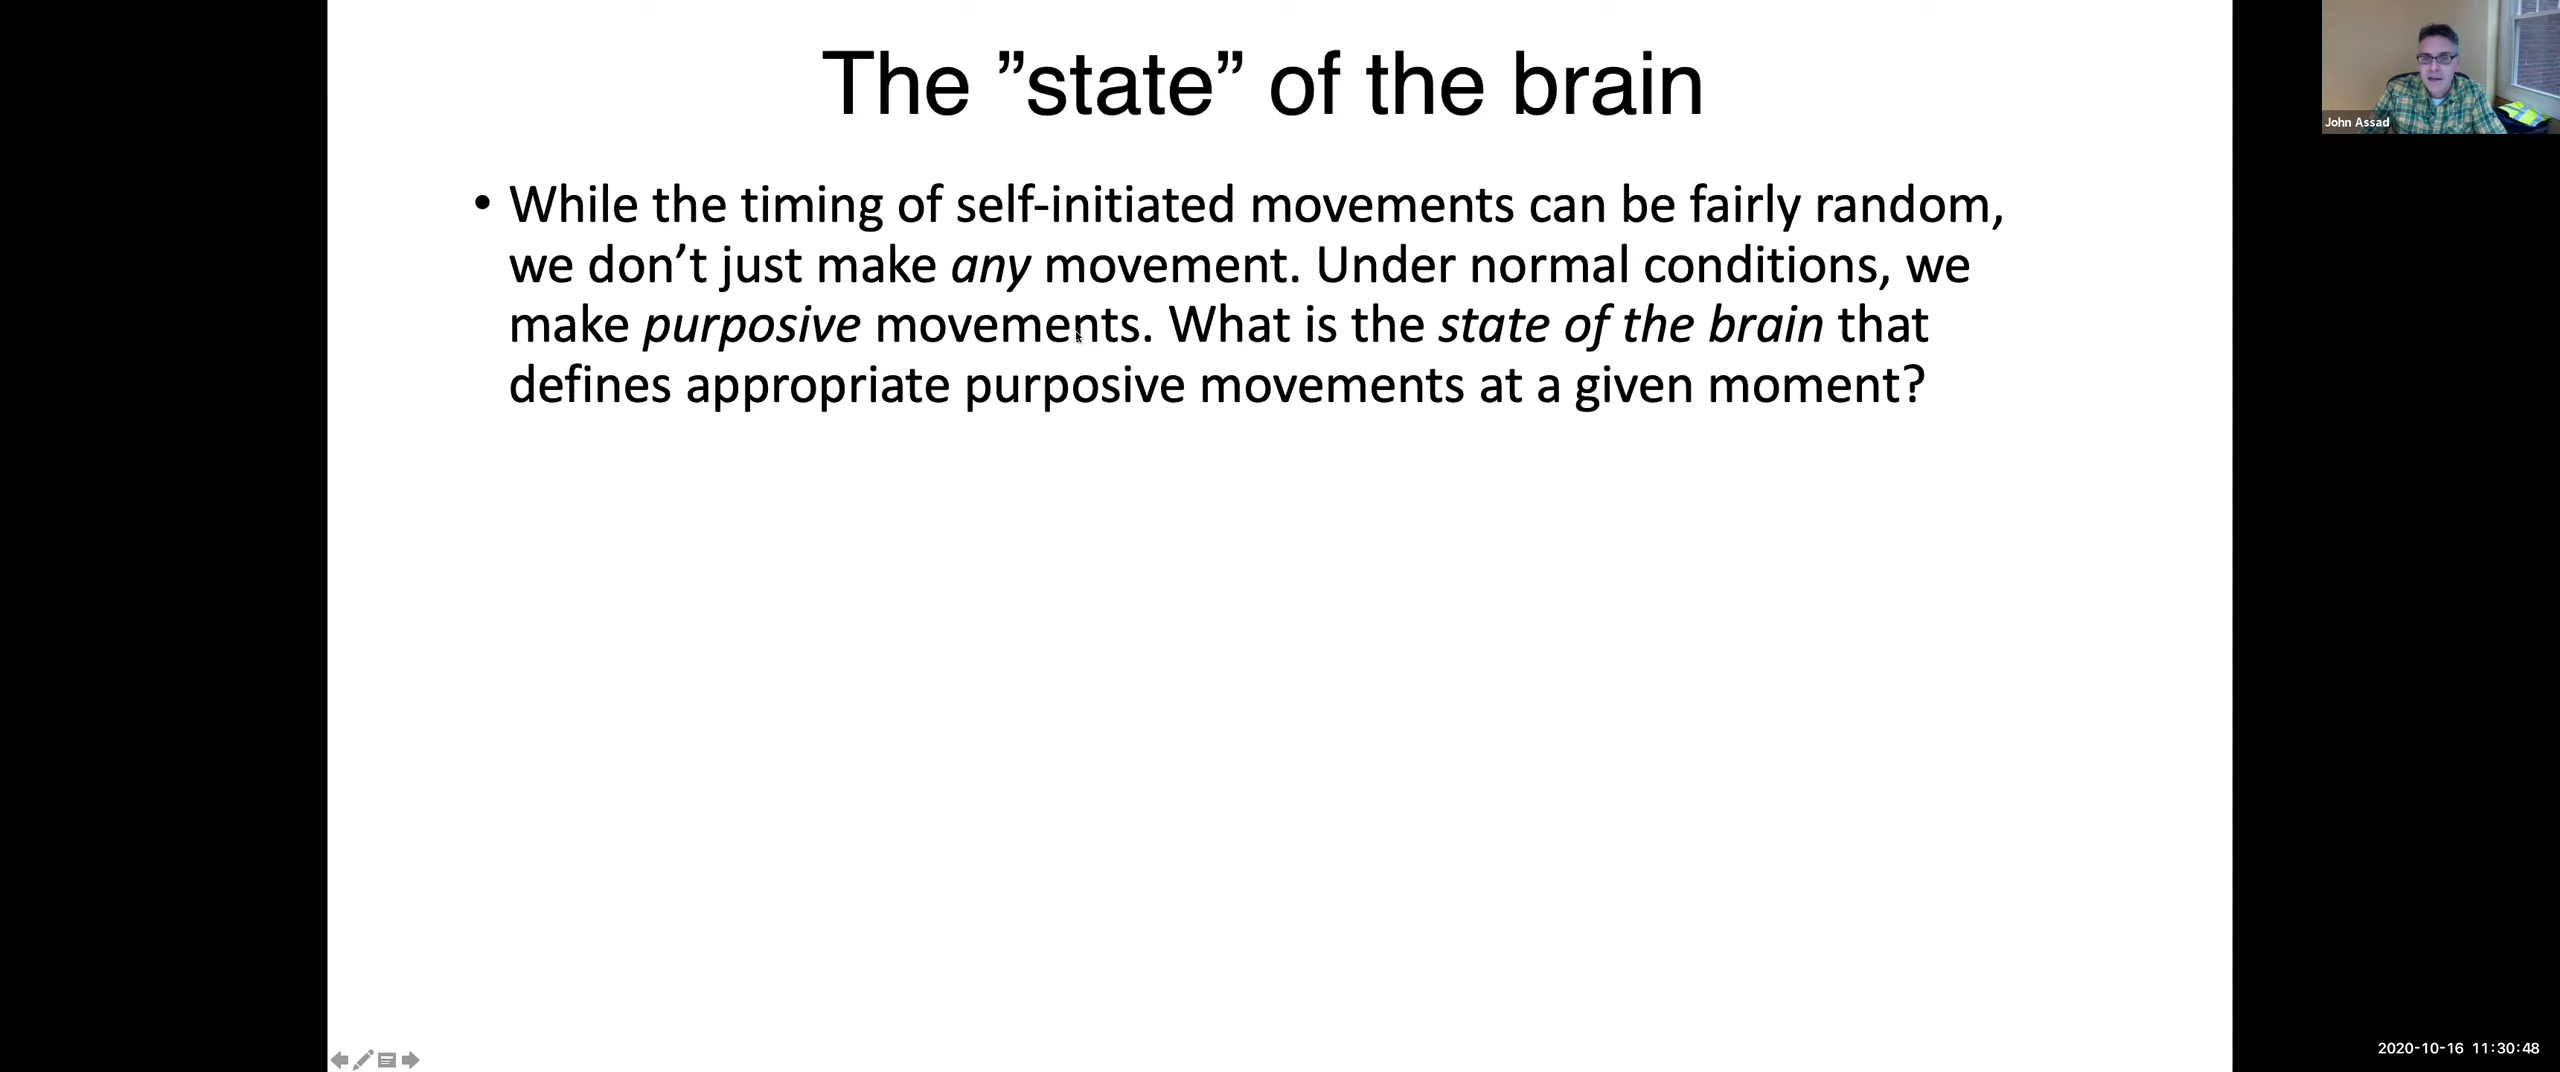 The ”state” of the brain
John Assad
• While the timing of self-initiated movements can be fairly random,
we don’t just make any movement. Under normal conditions, we
make purposive movements. What is the state of the brain that
defines appropriate purposive movements at a given moment?
2020-10-16 11:30:48